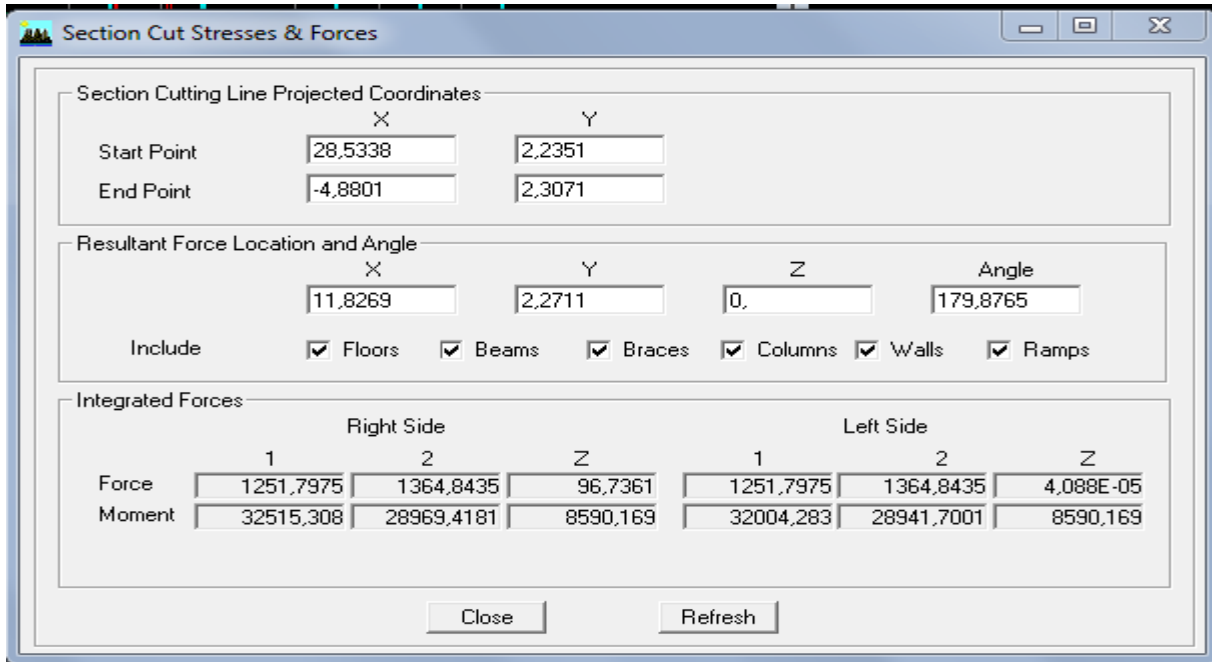 Section Cut Stresses & Forces
Section Cutting Line Projected Coordinates
X Y
Start Point 28,5338 2,2351
End Point -4,8801 2,3071
Resultant Force Location and Angle
X Y Z Angle
11,8269 2,2711 0, 179,8765
Include Floors Beams Braces Columns Walls Ramps
Integrated Forces
Right Side Left Side
1 2 Z 1 2 Z
Force 1251,7975 1364,8435 96,7361 1251,7975 1364,8435 4,088E-05
Moment 32515,308 28969,4181 8590,169 32004,283 28941,7001 8590,169
Close Refresh